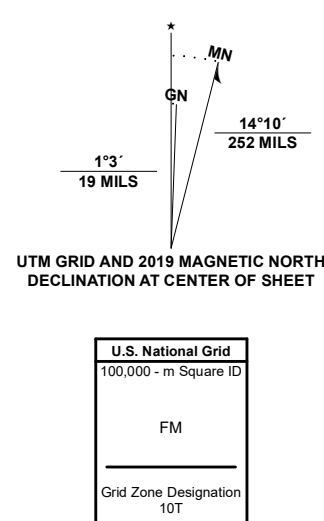 ★
MN
GN
14°10´
252 MILS
1°3´
19 MILS
UTM GRID AND 2019 MAGNETIC NORTH
DECLINATION AT CENTER OF SHEET
U.S. National Grid
100,000 - m Square ID
FM
Grid Zone Designation
10T